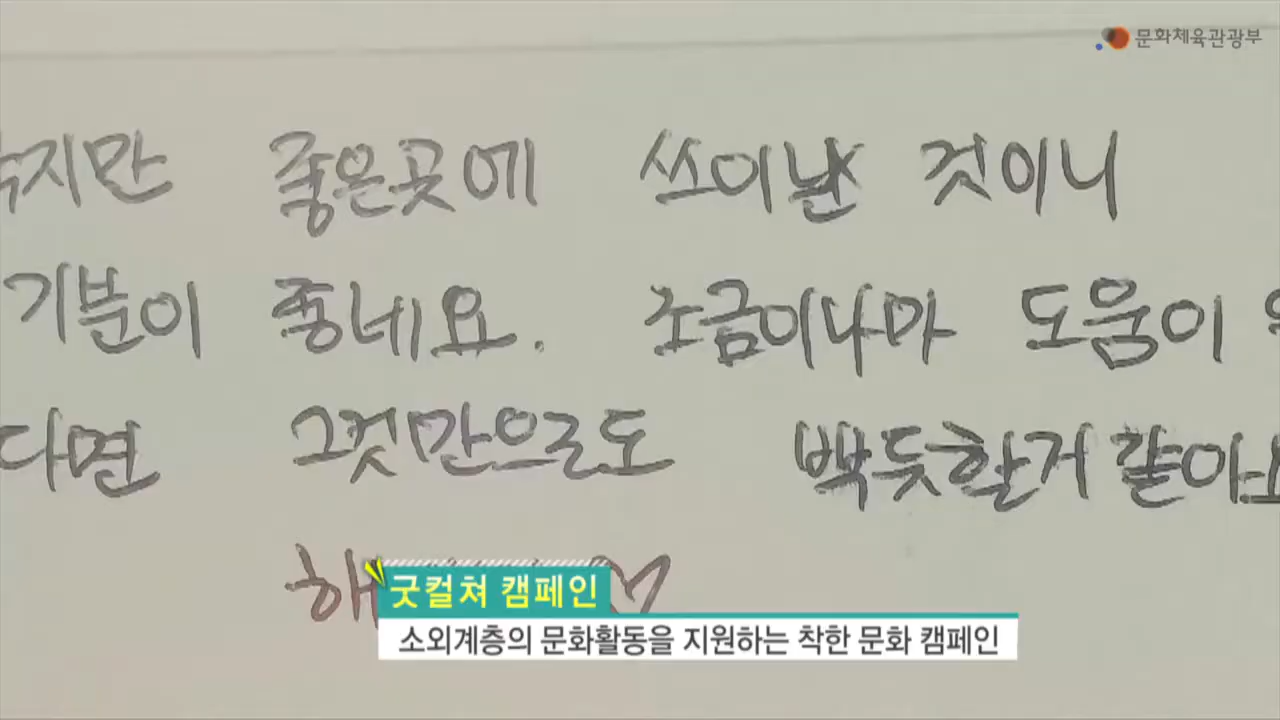 문화체육관광부
지만 좋은곳에 쓰이는 것이니
기분이 좋네요. 조금이나마 도움이
다면 그것만으로도 빡듯할거 같아요
해
굿컬쳐 캠페인
소외계층의 문화활동을 지원하는 착한 문화 캠페인